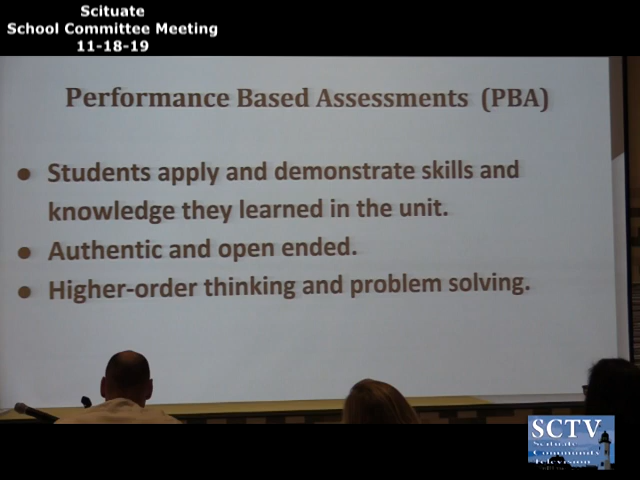 Scituate
School Committee Meeting
11-18-19
Performance Based Assessments (PBA)
● Students apply and demonstrate skills and
knowledge they learned in the unit.
● Authentic and open ended.
● Higher-order thinking and problem solving.
SCTV
Scituate
Community
Television